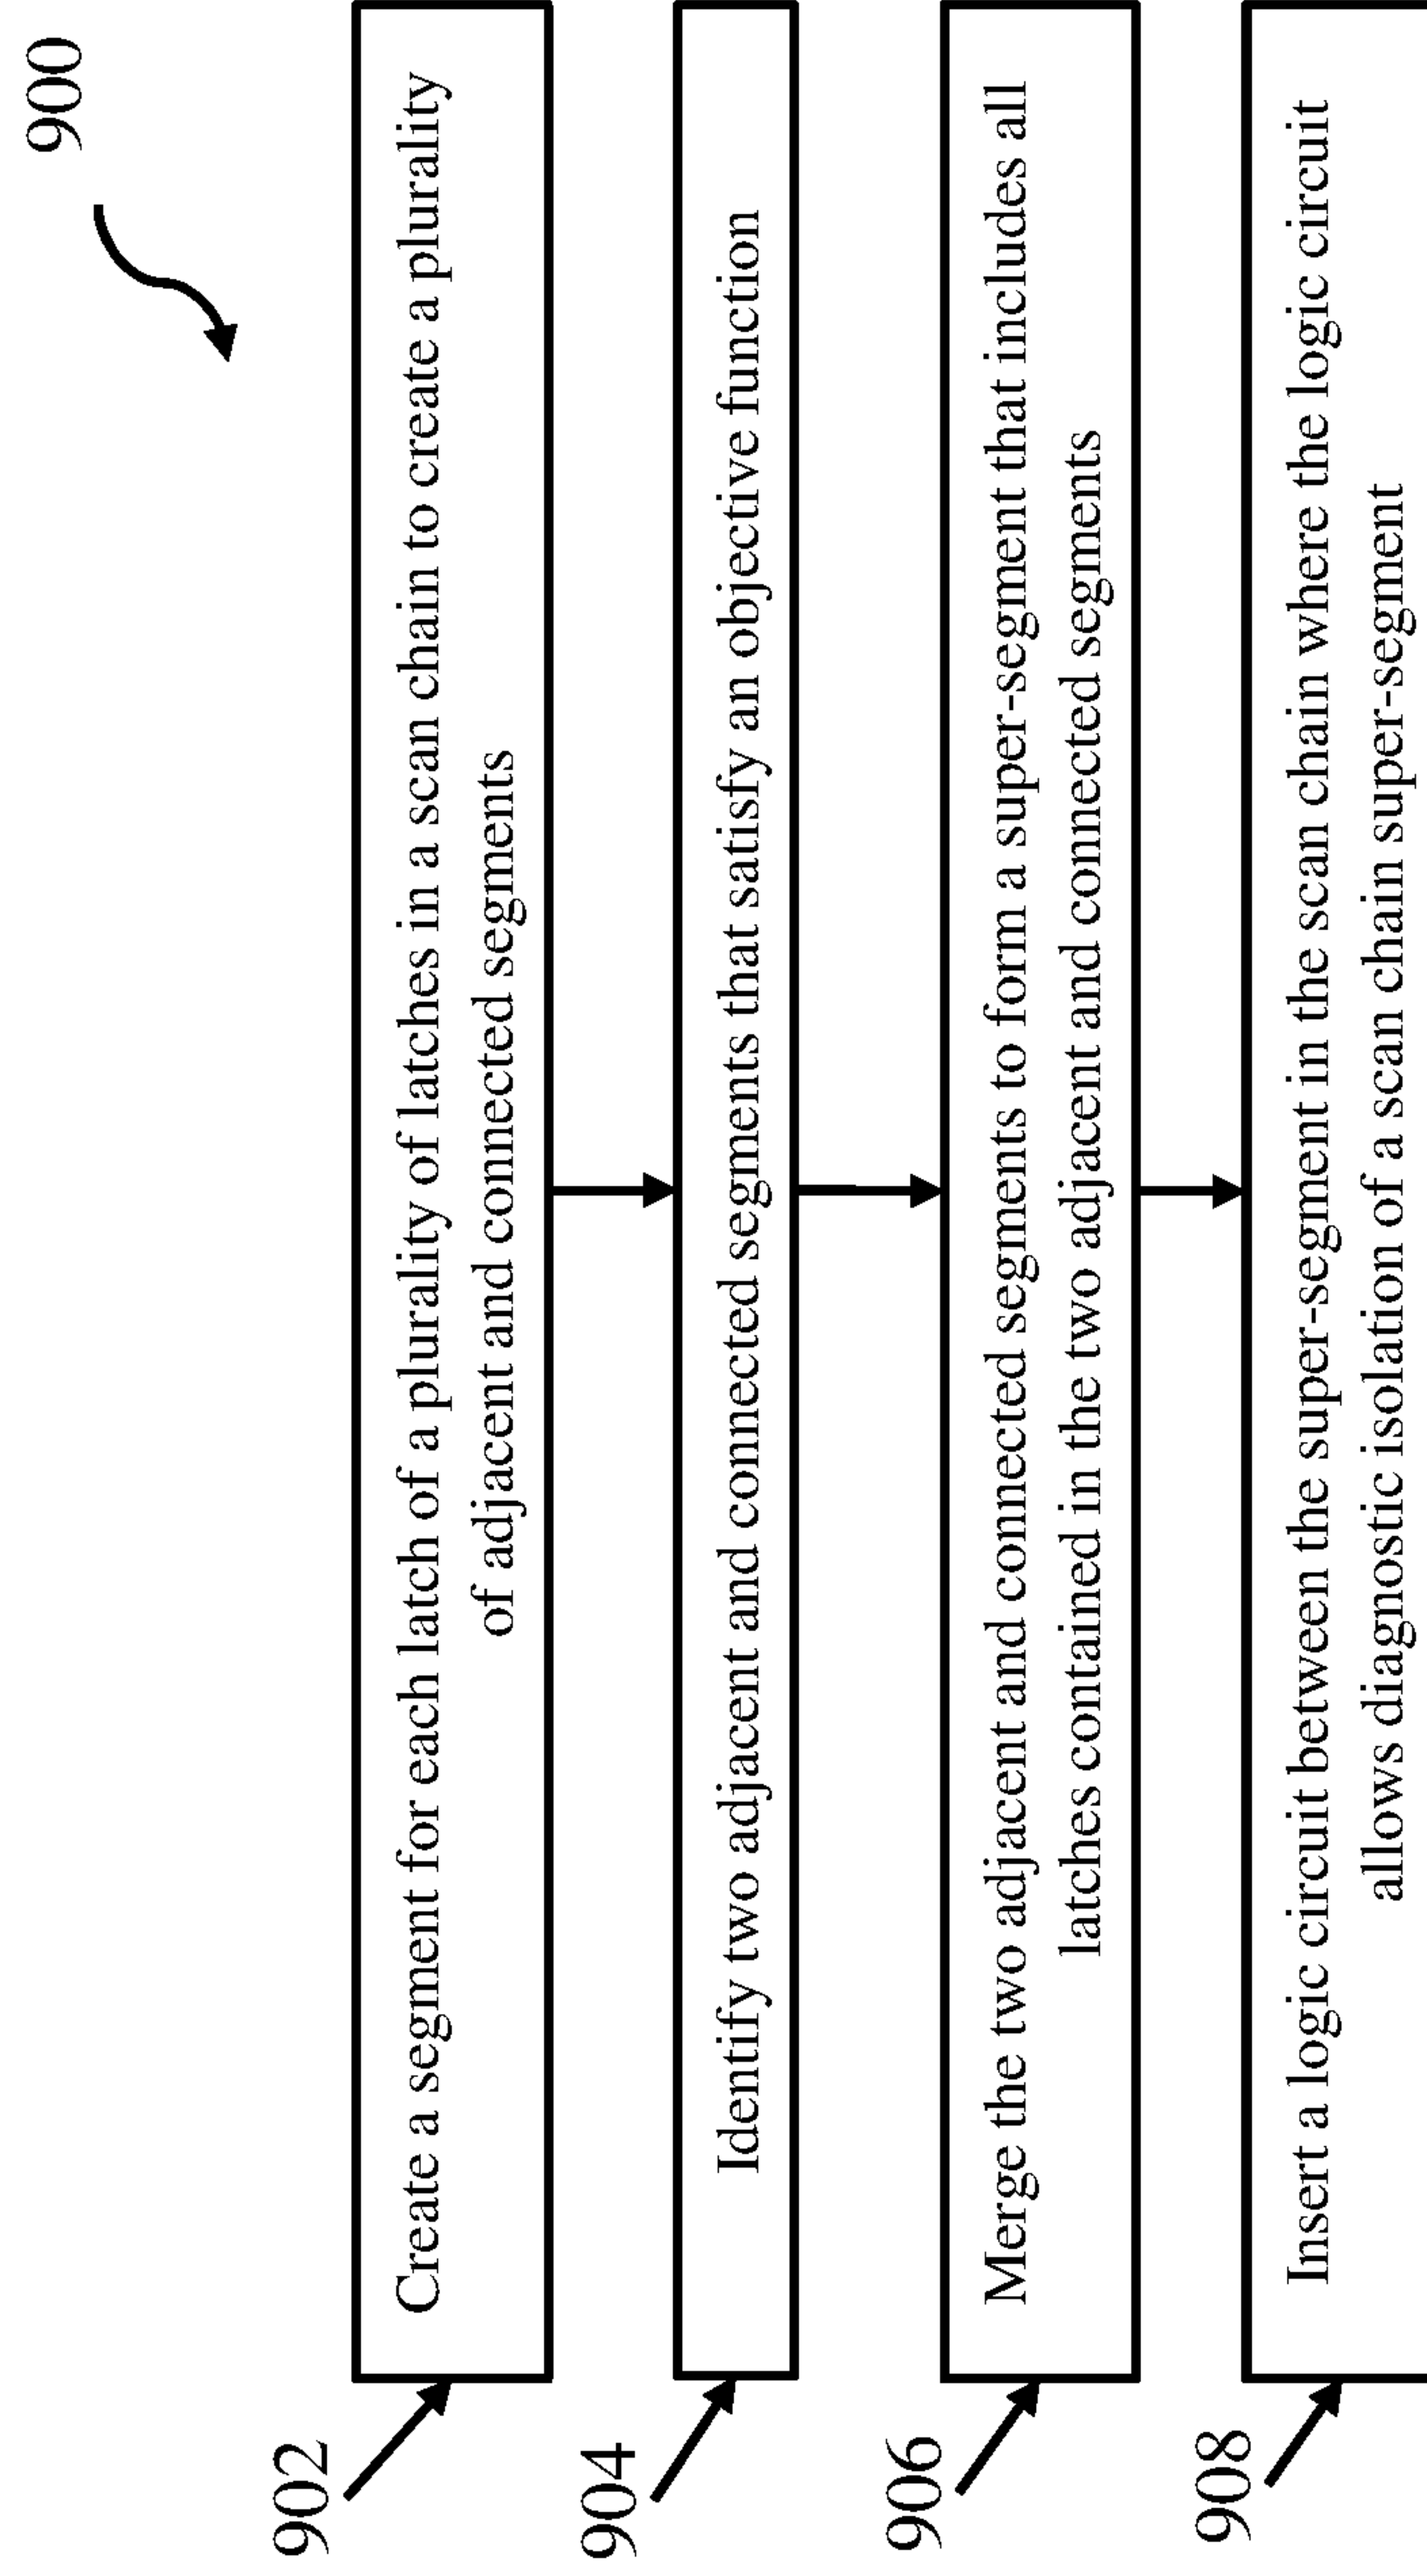 900
902
Create a segment for each latch of a plurality of latches in a scan chain to create a plurality
of adjacent and connected segments
904
Identify two adjacent and connected segments that satisfy an objective function
906
Merge the two adjacent and connected segments to form a super-segment that includes all
latches contained in the two adjacent and connected segments
908
Insert a logic circuit between the super-segment in the scan chain where the logic circuit
allows diagnostic isolation of a scan chain super-segment